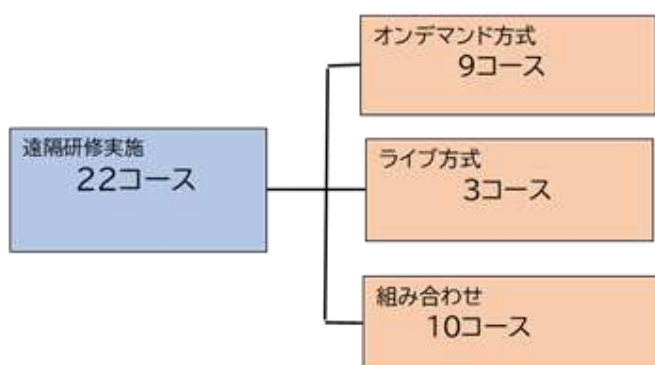 オンデマンド方式
9コース
遠隔研修実施
22コース
ライブ方式
3コース
組み合わせ
10コース